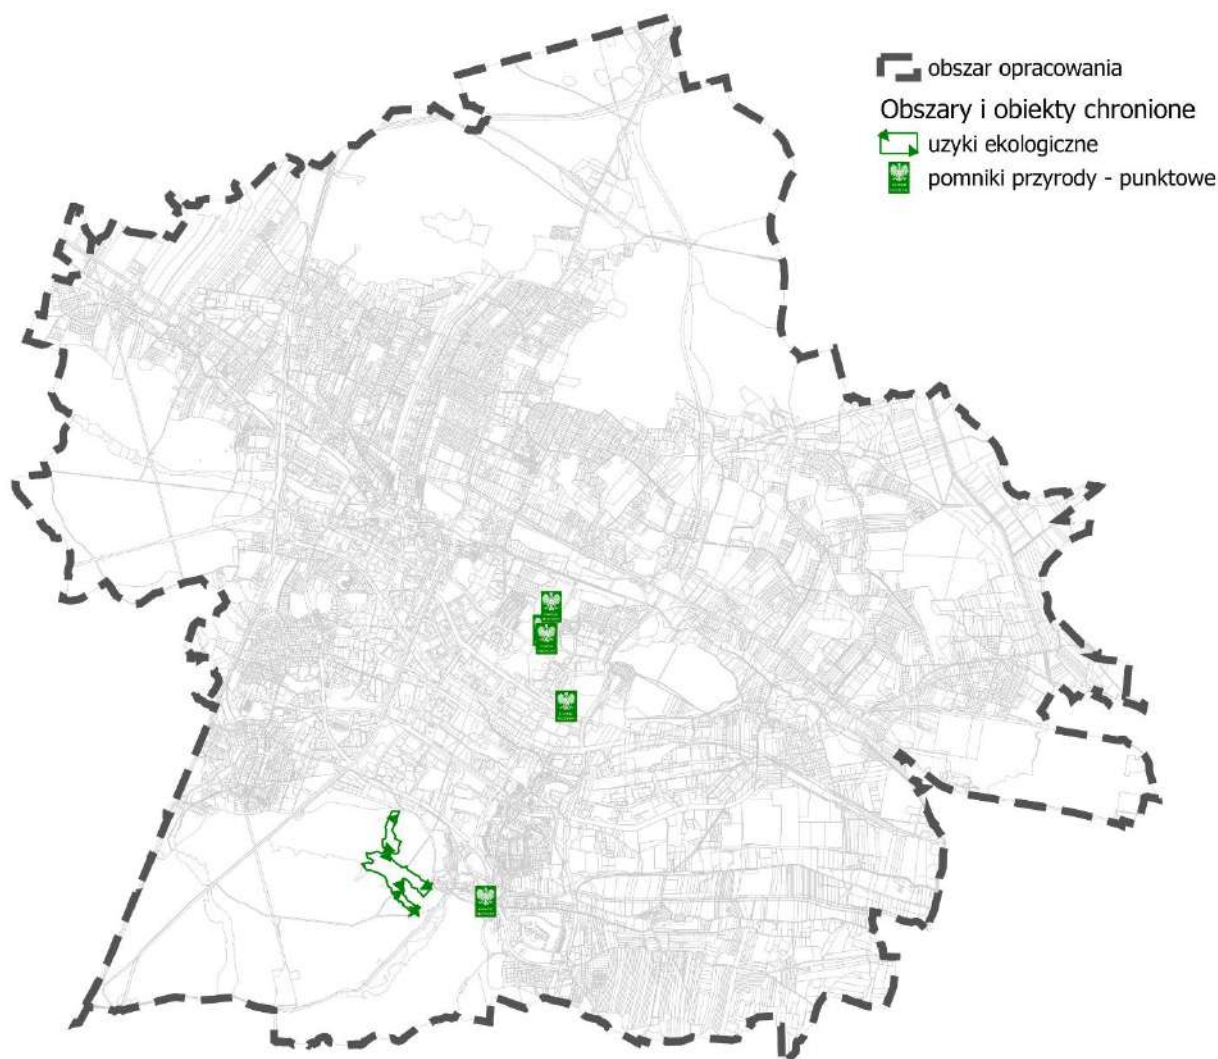 obszar opracowania
Obszary i obiekty chronione
uzyki ekologiczne
pomniki przyrody - punktowe